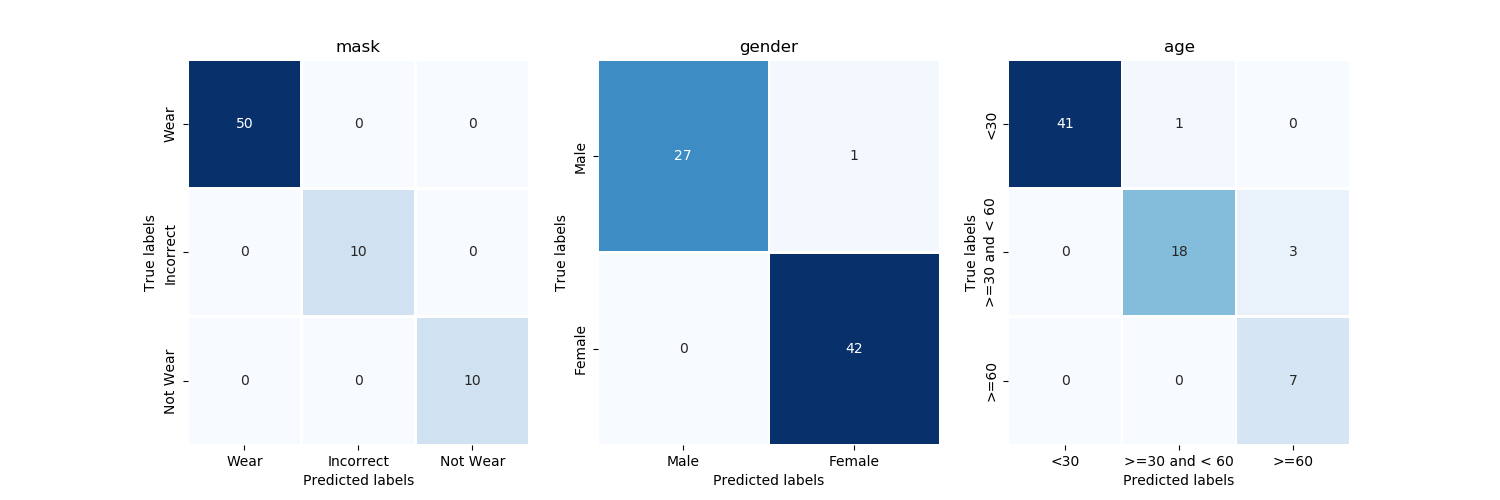 mask
True labels
Wear
Incorrect
Not Wear
50 0 0
0 10 0
0 0 10
Wear Incorrect Not Wear
Predicted labels
gender
True labels
Male
Female
27 1
0 42
Male Female
Predicted labels
age
True labels
<30
>=30 and < 60
>=60
41 1 0
0 18 3
0 0 7
<30 >=30 and < 60 >=60
Predicted labels